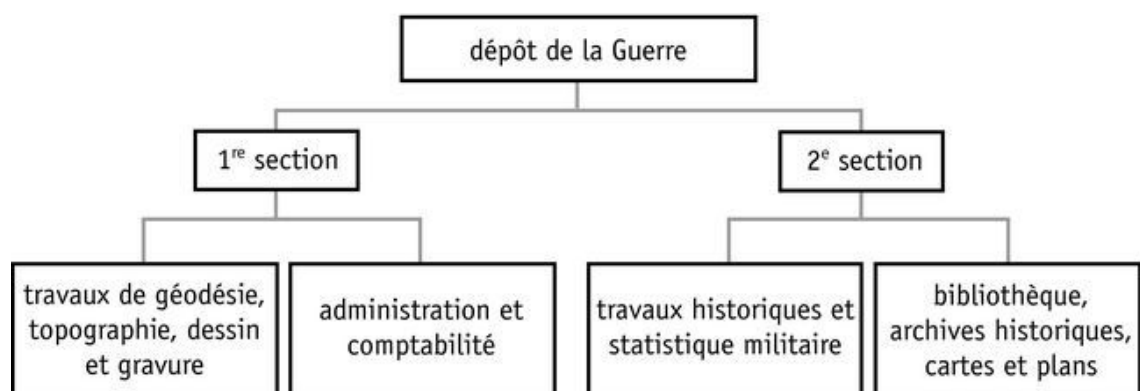 dépôt de la Guerre
1re section
2e section
travaux de géodésie,
topographie, dessin
et gravure
administration et
comptabilité
travaux historiques et
statistique militaire
bibliothèque,
archives historiques,
cartes et plans